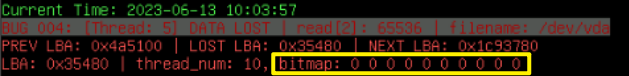 Current Time: 2023-06-13 10:03:57
BUG 004: [Thread: 5] DATA LOST | read[2]: 65536 | filename: /dev/vda
PREV LBA: 0x4a5100 | LOST LBA: 0x35480 | NEXT LBA: 0x1c93780
LBA: 0x35480 | thread_num: 10, bitmap: 0 0 0 0 0 0 0 0 0 0